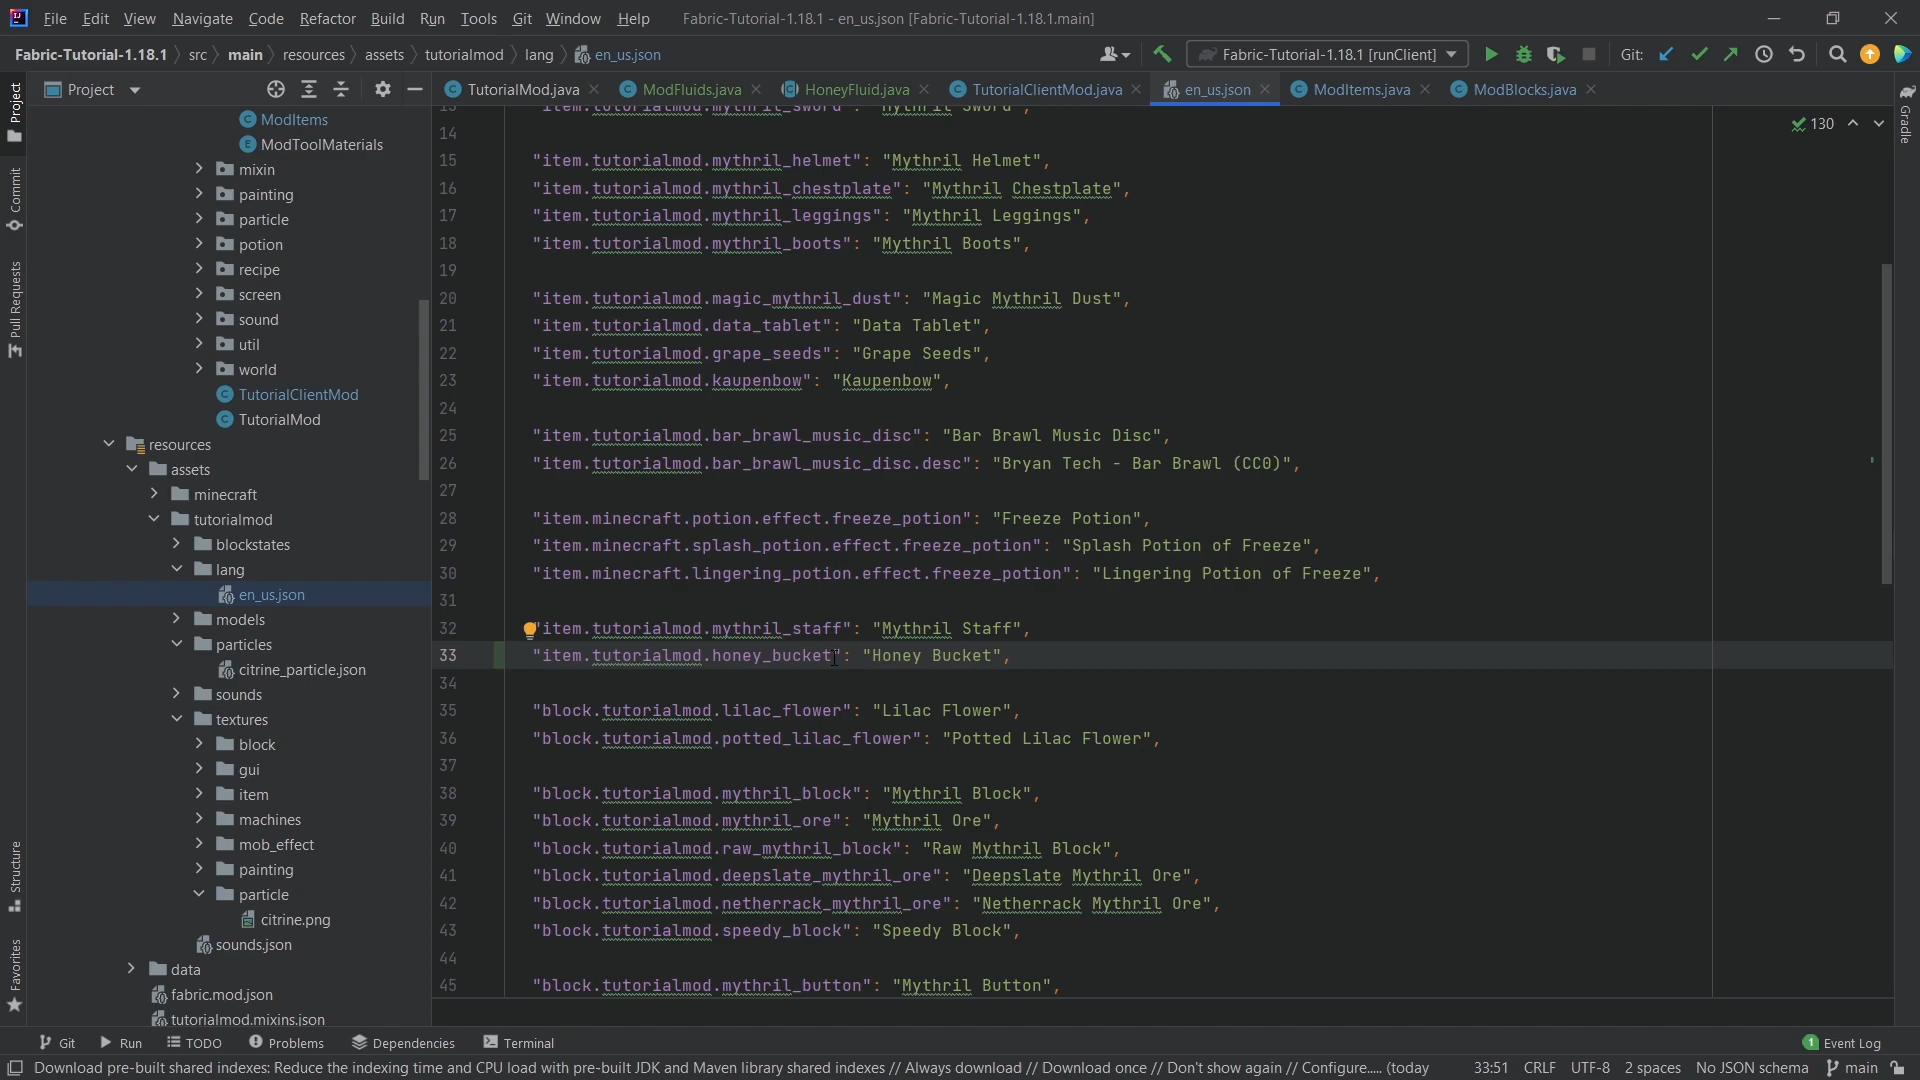 File Edit View Navigate Code Refactor Build Run Tools Git Window Help Fabric-Tutorial-1.18.1 - en_us.json [Fabric-Tutorial-1.18.1.main]
Fabric-Tutorial-1.18.1 src main resources assets tutorialmod lang en_us.json Fabric-Tutorial-1.18.1 [runClient] Git:
Project TutorialMod.java ModFluids.java HoneyFluid.java TutorialClientMod.java en_us.json ModItems.java ModBlocks.java
Project
Commit
Pull Requests
Structure
Favorites
Gradle
ModItems
ModToolMaterials
mixin
painting
particle
potion
recipe
screen
sound
util
world
TutorialClientMod
TutorialMod
resources
assets
minecraft
tutorialmod
blockstates
lang
en_us.json
models
particles
citrine_particle.json
sounds
textures
block
gui
item
machines
mob_effect
painting
particle
citrine.png
sounds.json
data
fabric.mod.json
tutorialmod.mixins.json
130
13 "item.tutorialmod.mythril_sword": "Mythril Sword",
14
15 "item.tutorialmod.mythril_helmet": "Mythril Helmet",
16 "item.tutorialmod.mythril_chestplate": "Mythril Chestplate",
17 "item.tutorialmod.mythril_leggings": "Mythril Leggings",
18 "item.tutorialmod.mythril_boots": "Mythril Boots",
19
20 "item.tutorialmod.magic_mythril_dust": "Magic Mythril Dust",
21 "item.tutorialmod.data_tablet": "Data Tablet",
22 "item.tutorialmod.grape_seeds": "Grape Seeds",
23 "item.tutorialmod.kaupenbow": "Kaupenbow",
24
25 "item.tutorialmod.bar_brawl_music_disc": "Bar Brawl Music Disc",
26 "item.tutorialmod.bar_brawl_music_disc.desc": "Bryan Tech - Bar Brawl (CC0)",
27
28 "item.minecraft.potion.effect.freeze_potion": "Freeze Potion",
29 "item.minecraft.splash_potion.effect.freeze_potion": "Splash Potion of Freeze",
30 "item.minecraft.lingering_potion.effect.freeze_potion": "Lingering Potion of Freeze",
31
32 "item.tutorialmod.mythril_staff": "Mythril Staff",
33 "item.tutorialmod.honey_bucket": "Honey Bucket",
34
35 "block.tutorialmod.lilac_flower": "Lilac Flower",
36 "block.tutorialmod.potted_lilac_flower": "Potted Lilac Flower",
37
38 "block.tutorialmod.mythril_block": "Mythril Block",
39 "block.tutorialmod.mythril_ore": "Mythril Ore",
40 "block.tutorialmod.raw_mythril_block": "Raw Mythril Block",
41 "block.tutorialmod.deepslate_mythril_ore": "Deepslate Mythril Ore",
42 "block.tutorialmod.netherrack_mythril_ore": "Netherrack Mythril Ore",
43 "block.tutorialmod.speedy_block": "Speedy Block",
44
45 "block.tutorialmod.mythril_button": "Mythril Button",
Git Run TODO Problems Dependencies Terminal 1 Event Log
Download pre-built shared indexes: Reduce the indexing time and CPU load with pre-built JDK and Maven library shared indexes // Always download // Download once // Don't show again // Configure..... (today 33:51 CRLF UTF-8 2 spaces No JSON schema main